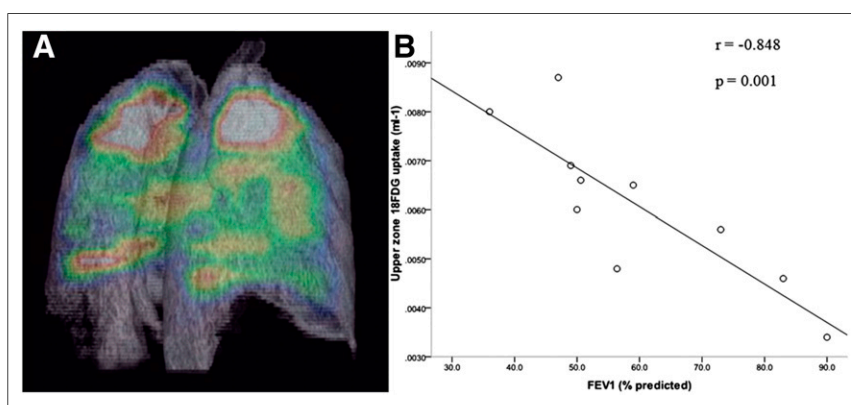 A
B
r = -0.848
p = 0.001
Upper zone 18FDG uptake (ml-1)
.0090
.0080
.0070
.0060
.0050
.0040
.0030
30.0 40.0 50.0 60.0 70.0 80.0 90.0
FEV1 (% predicted)